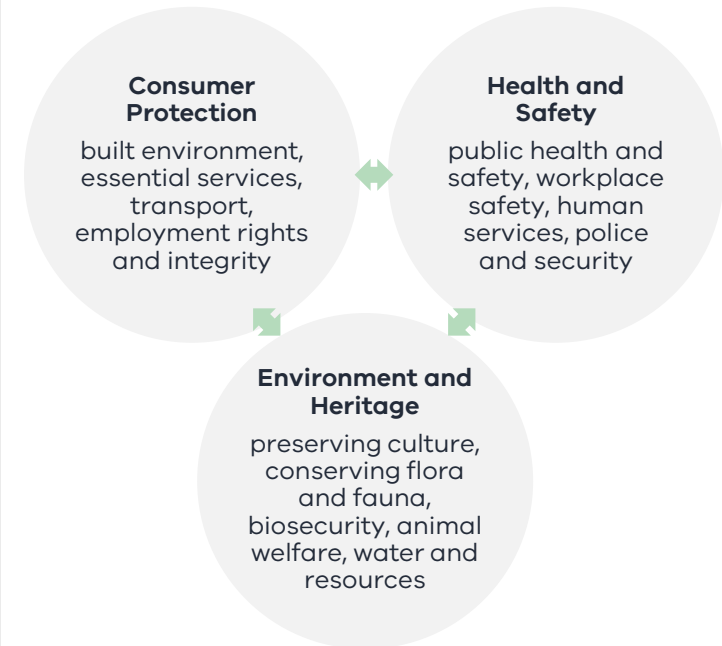 Consumer
Protection
built environment,
essential services,
transport,
employment rights
and integrity
Health and
Safety
public health and
safety, workplace
safety, human
services, police
and security
Environment and
Heritage
preserving culture,
conserving flora
and fauna,
biosecurity, animal
welfare, water and
resources